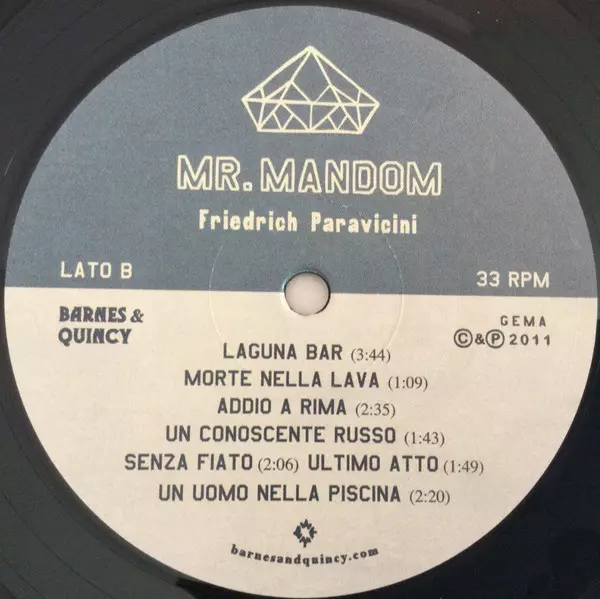 MR. MANDOM
Friedrich Paravicini
LATO B
33 RPM
BARNES &
QUINCY
GEMA
Ⓒ&Ⓟ 2011
LAGUNA BAR (3:44)
MORTE NELLA LAVA (1:09)
ADDIO A RIMA (2:35)
UN CONOSCENTE RUSSO (1:43)
SENZA FIATO (2:06) ULTIMO ATTO (1:49)
UN UOMO NELLA PISCINA (2:20)
barnesandquincy.com